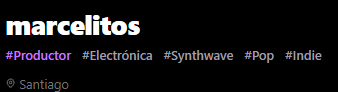 marcelitos
#Productor #Electrónica #Synthwave #Pop #Indie
Santiago